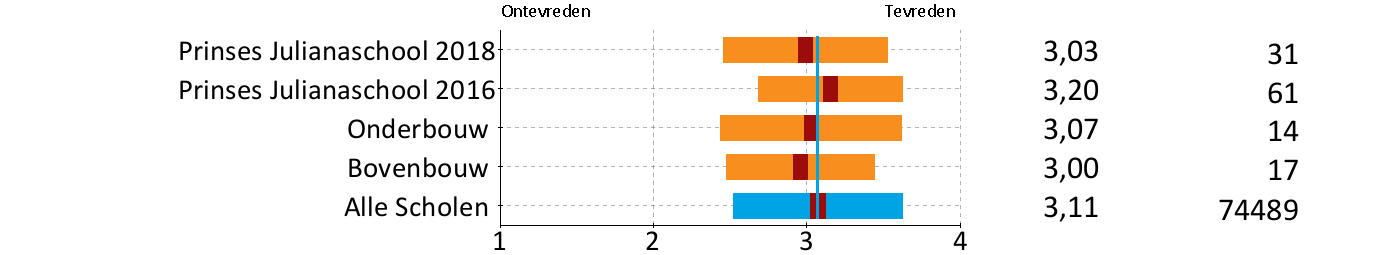 Ontevreden Tevreden
Prinses Julianaschool 2018 3,03 31
Prinses Julianaschool 2016 3,20 61
Onderbouw 3,07 14
Bovenbouw 3,00 17
Alle Scholen 3,11 74489
1 2 3 4